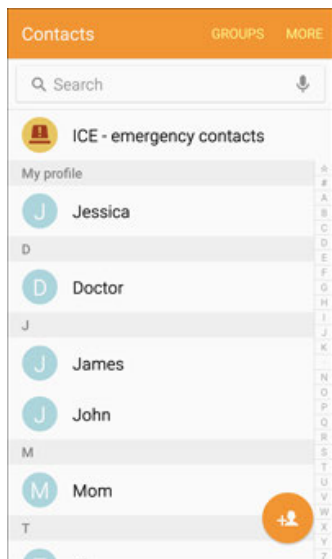 Contacts GROUPS MORE
Search
ICE - emergency contacts
My profile
J Jessica
D
D Doctor
J
J James
J John
M
M Mom
T
#
A
B
C
D
E
F
G
H
I
J
K
N
O
P
Q
R
S
T
U
V
W
X
Y
Z